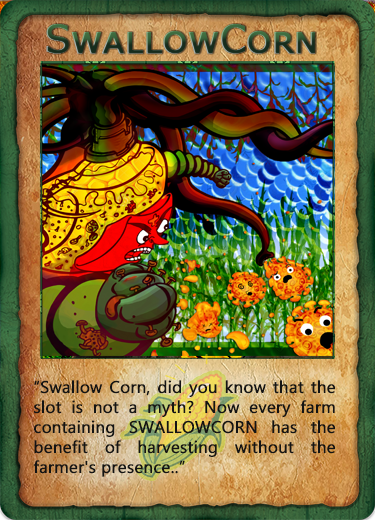 SWALLOWCORN
“Swallow Corn, did you know that the
slot is not a myth? Now every farm
containing SWALLOWCORN has the
benefit of harvesting without the
farmer's presence..”